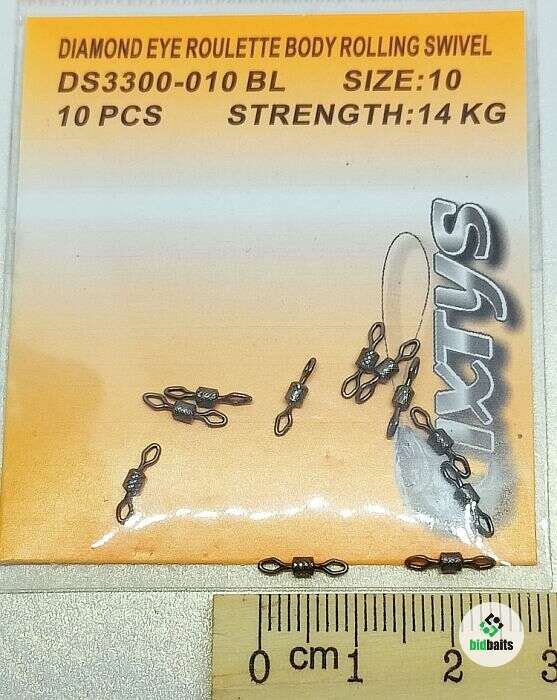 DIAMOND EYE ROULETTE BODY ROLLING SWIVEL
DS3300-010 BL SIZE:10
10 PCS STRENGTH:14 KG
IXTYS
0 cm 1 2 3
bidbaits